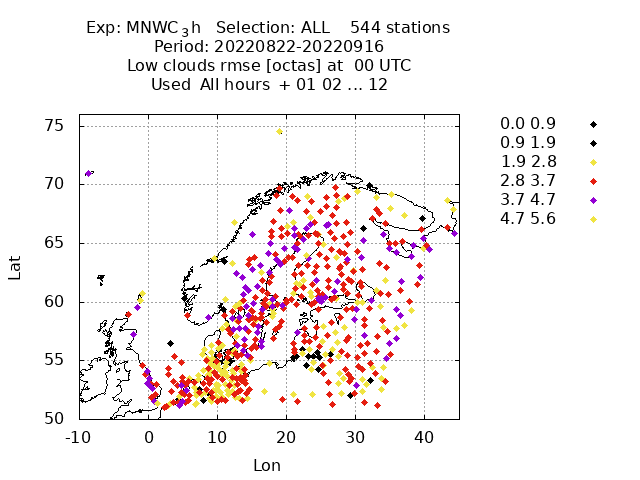 Exp: MNWC_3h   Selection: ALL    544 stations
Period: 20220822-20220916
Low clouds rmse [octas] at  00 UTC
Used  All hours  + 01 02 ... 12
0.0 0.9
0.9 1.9
1.9 2.8
2.8 3.7
3.7 4.7
4.7 5.6
75
70
65
60
55
50
Lat
-10 0 10 20 30 40
Lon